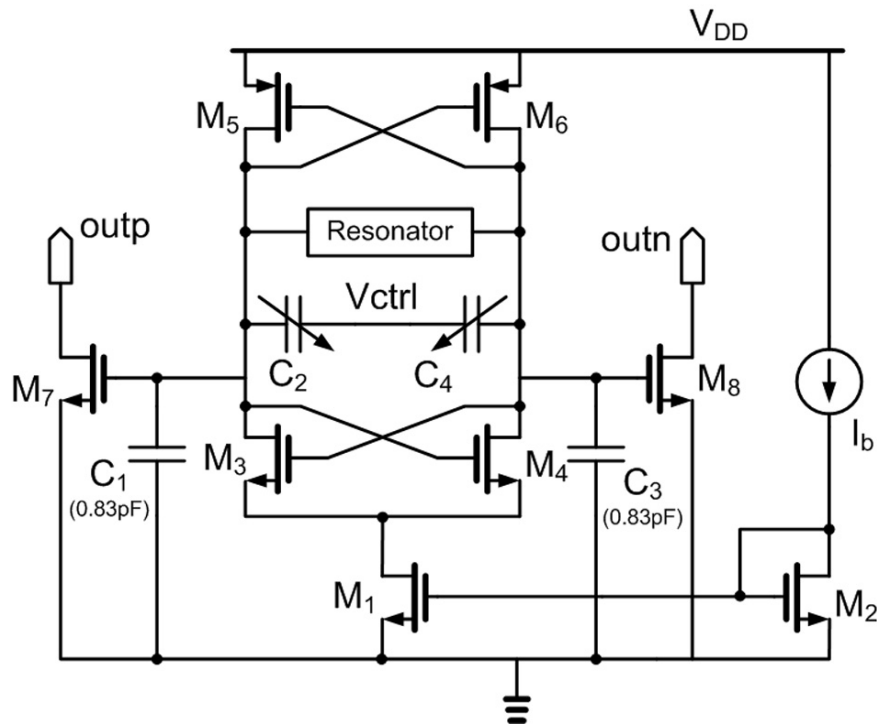 V_DD
M5
M6
outp
Resonator
outn
Vctrl
M7
C2
C4
M8
Ib
C1
(0.83pF)
M3
M4
C3
(0.83pF)
M1
M2